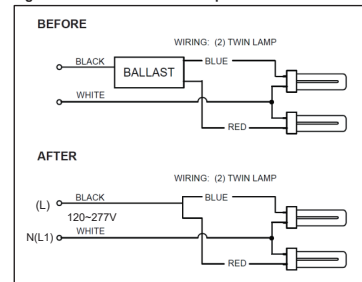 BEFORE
WIRING: (2) TWIN LAMP
BLACK
BALLAST
BLUE
WHITE
RED
AFTER
WIRING: (2) TWIN LAMP
(L)
BLACK
BLUE
120~277V
N(L1)
WHITE
RED